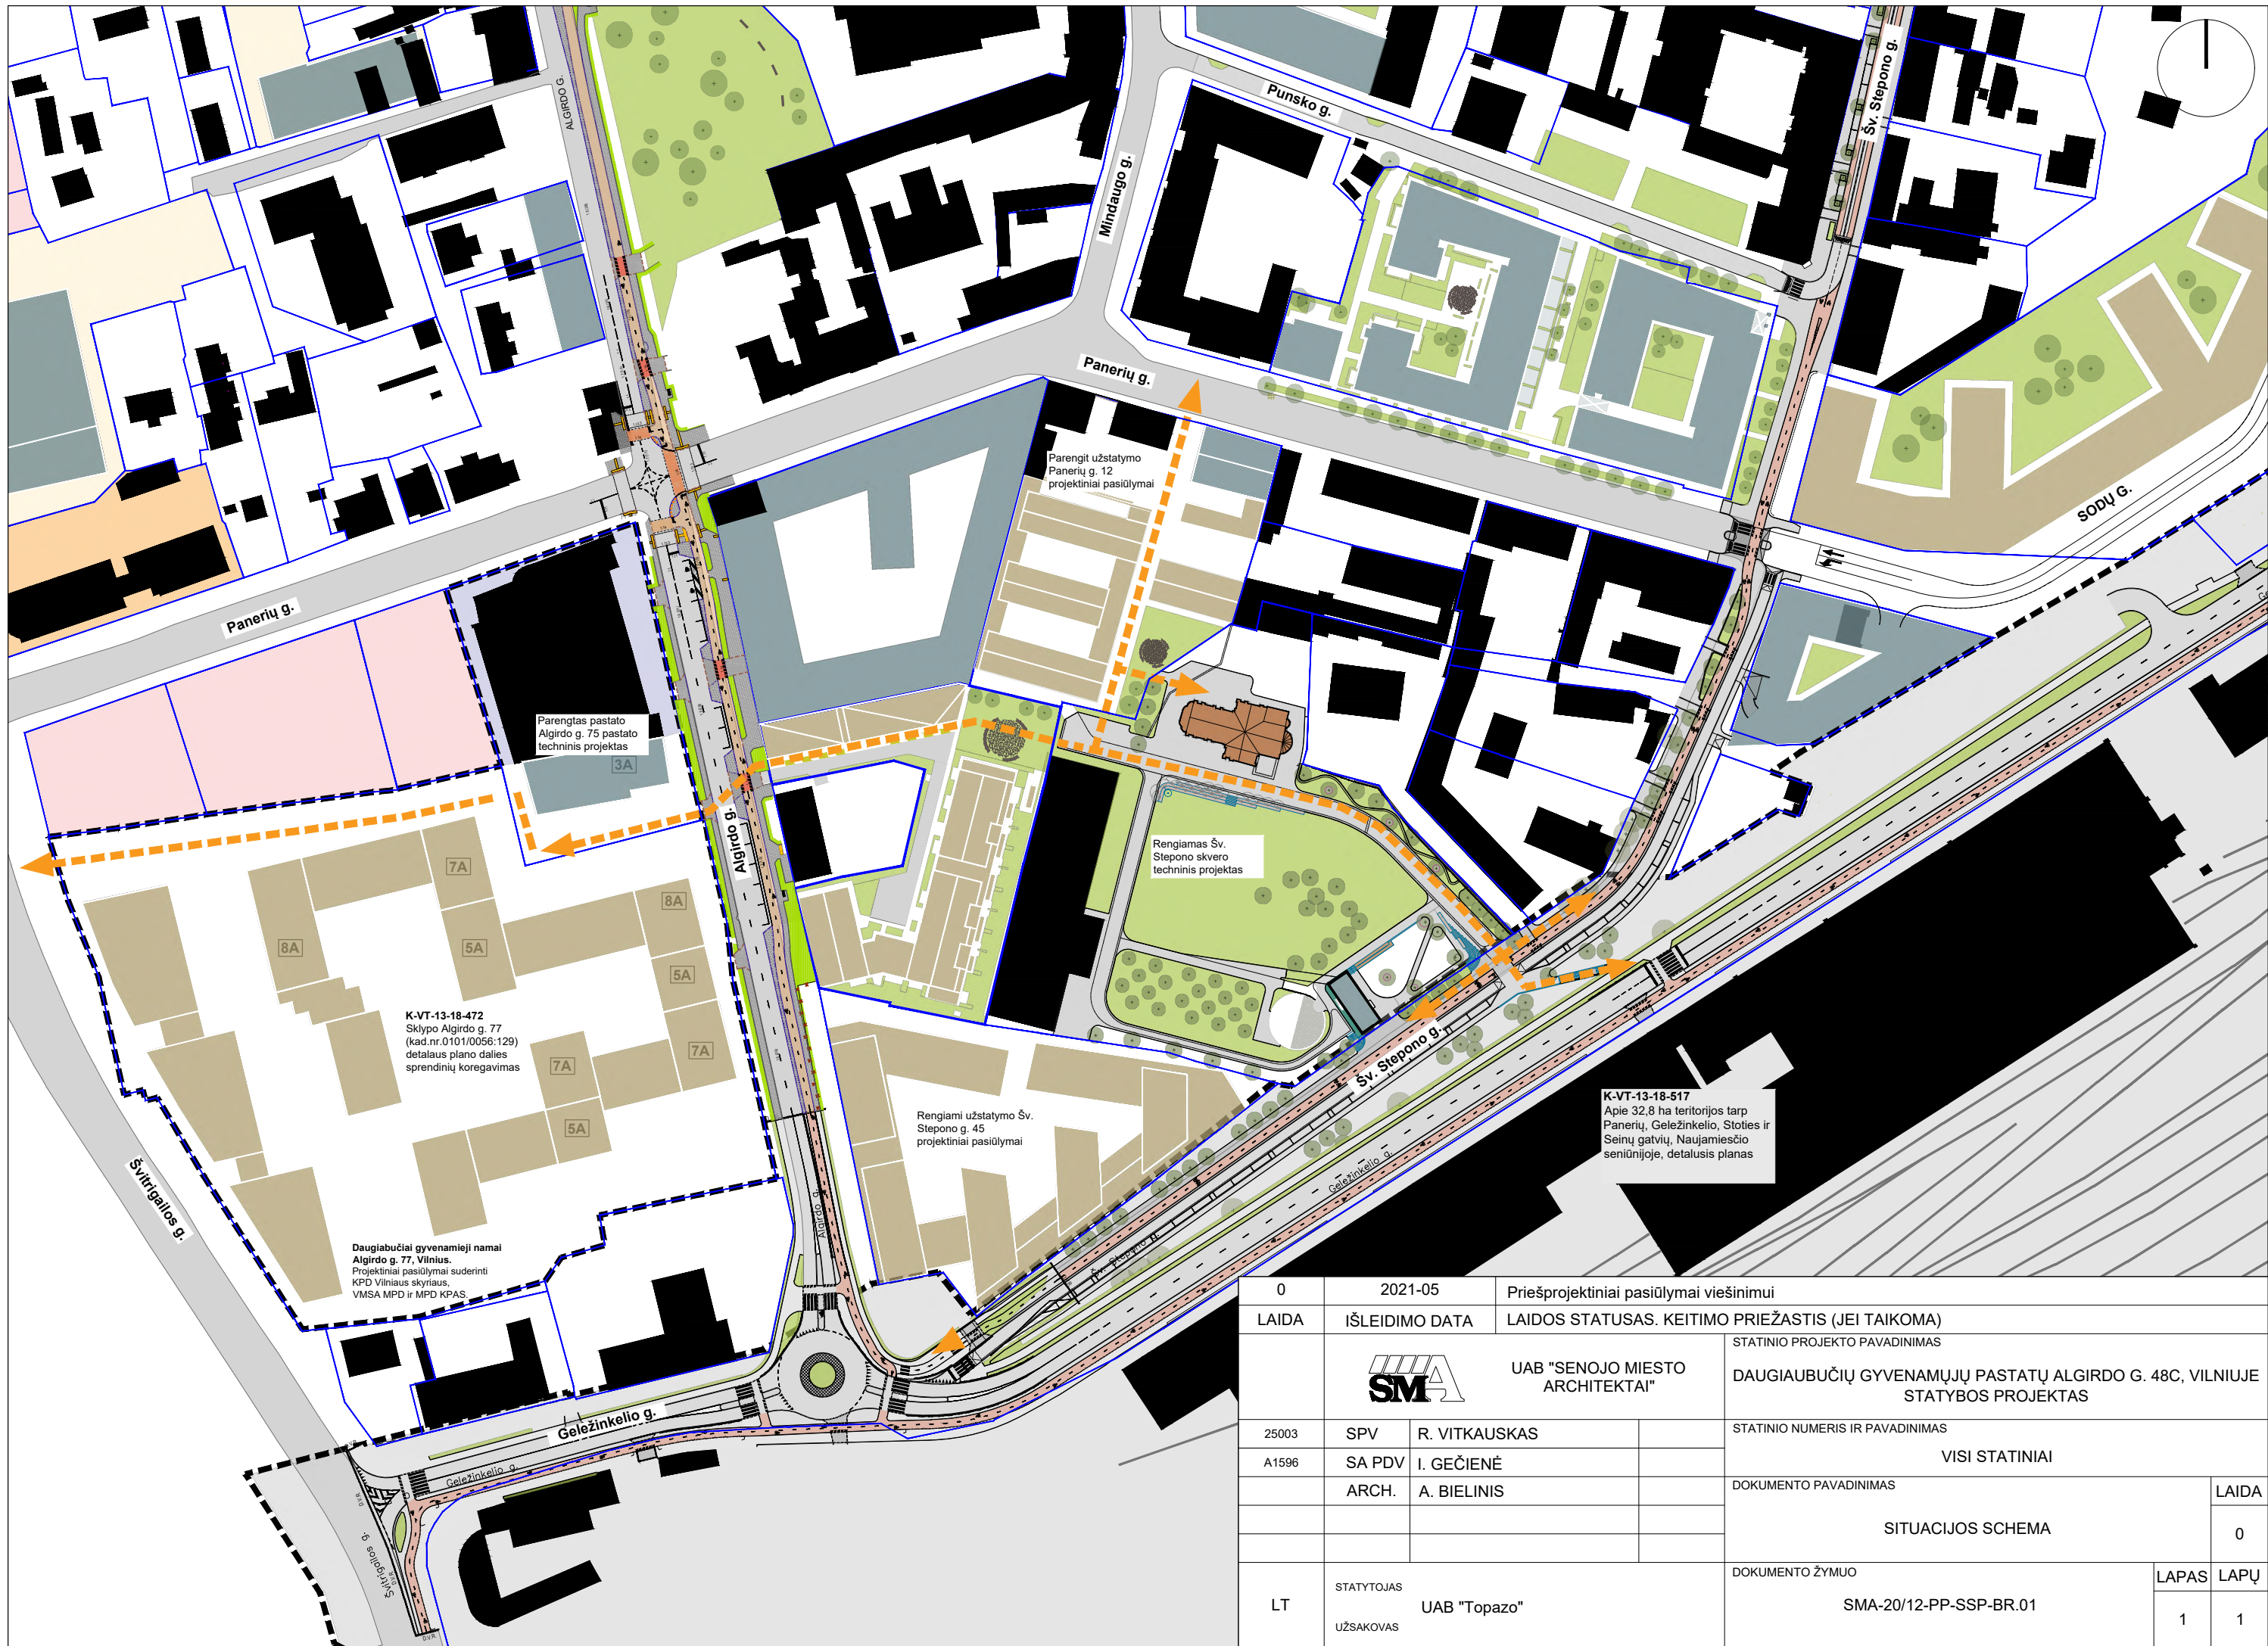 ALGIRDO G.
Punsko g.
Šv. Stepono g.
Mindaugo g.
Panerių g.
SODŲ G.
Parengit užstatymo
Panerių g. 12
projektiniai pasiūlymai
Panerių g.
Parengtas pastato
Algirdo g. 75 pastato
techninis projektas
3A
Algirdo g.
Rengiamas Šv.
Stepono skvero
techninis projektas
7A
8A
8A
5A
5A
7A
7A
5A
K-VT-13-18-472
Sklypo Algirdo g. 77
(kad.nr.0101/0056:129)
detalaus plano dalies
sprendinių koregavimas
Šv. Stepono g.
Rengiami užstatymo Šv.
Stepono g. 45
projektiniai pasiūlymai
K-VT-13-18-517
Apie 32,8 ha teritorijos tarp
Panerių, Geležinkelio, Stoties ir
Seinų gatvių, Naujamiesčio
seniūnijoje, detalusis planas
Geležinkelio g.
Švitrigailos g.
Algirdo g.
Šv. Stepono g.
Daugiabučiai gyvenamieji namai
Algirdo g. 77, Vilnius.
Projektiniai pasiūlymai suderinti
KPD Vilniaus skyriaus,
VMSA MPD ir MPD KPAS.
Geležinkelio g.
Geležinkelio g.
Švitrigailos g.
D.V.R.
D.V.R.
0 2021-05 Priešprojektiniai pasiūlymai viešinimui
LAIDA IŠLEIDIMO DATA LAIDOS STATUSAS. KEITIMO PRIEŽASTIS (JEI TAIKOMA)
SMA
UAB "SENOJO MIESTO
ARCHITEKTAI"
STATINIO PROJEKTO PAVADINIMAS
DAUGIAUBUČIŲ GYVENAMŲJŲ PASTATŲ ALGIRDO G. 48C, VILNIUJE
STATYBOS PROJEKTAS
25003 SPV R. VITKAUSKAS
A1596 SA PDV I. GEČIENĖ
ARCH. A. BIELINIS
STATINIO NUMERIS IR PAVADINIMAS
VISI STATINIAI
DOKUMENTO PAVADINIMAS
SITUACIJOS SCHEMA
LAIDA
0
LT
STATYTOJAS
UŽSAKOVAS
UAB "Topazo"
DOKUMENTO ŽYMUO
SMA-20/12-PP-SSP-BR.01
LAPAS LAPŲ
1 1